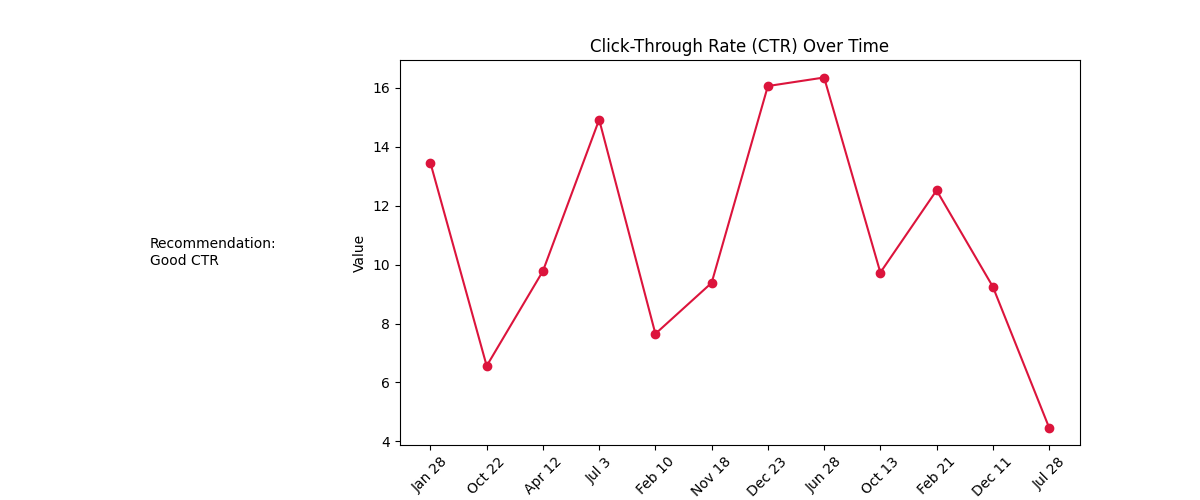 Click-Through Rate (CTR) Over Time
Recommendation:
Good CTR
Value
16
14
12
10
8
6
4
Jan 28
Oct 22
Apr 12
Jul 3
Feb 10
Nov 18
Dec 23
Jun 28
Oct 13
Feb 21
Dec 11
Jul 28